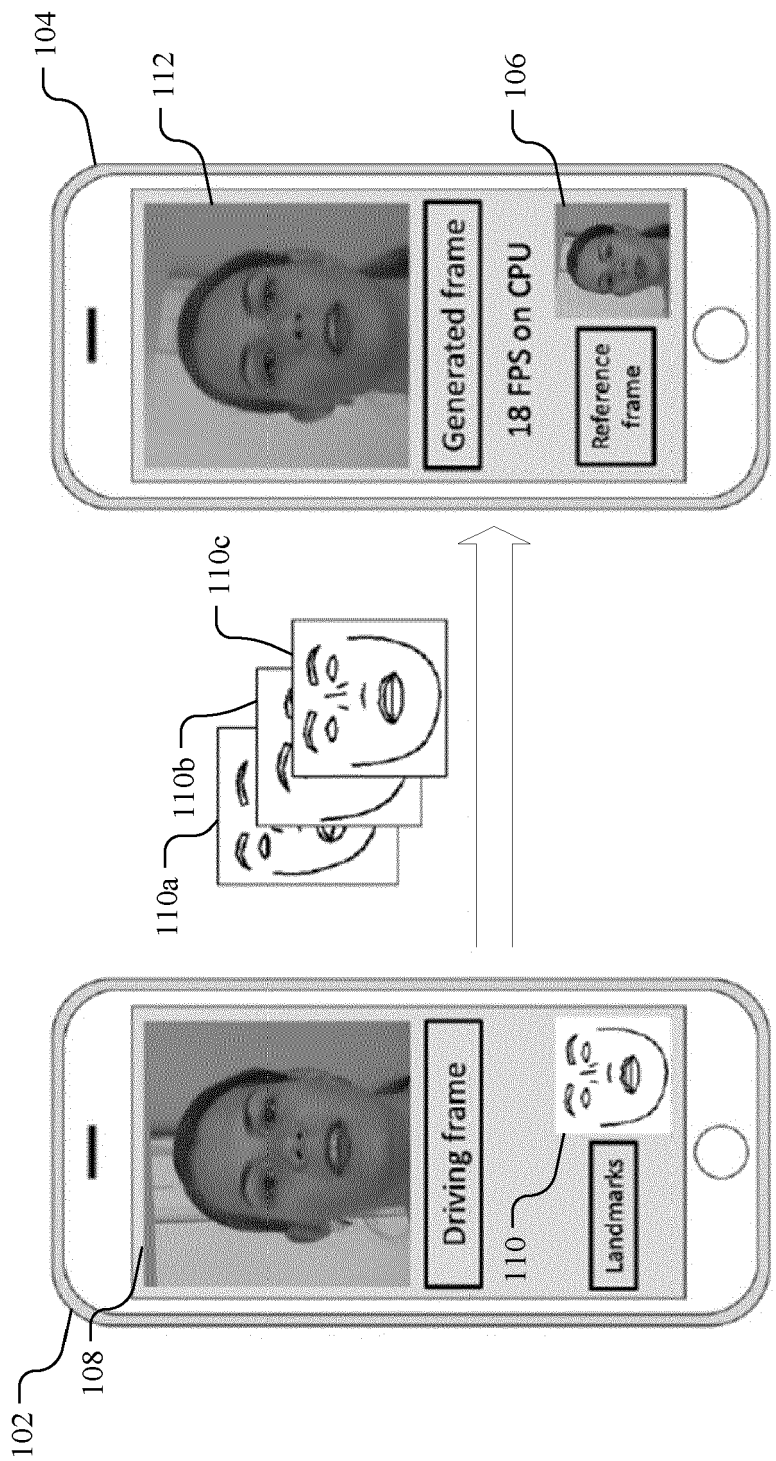 102
108
Driving frame
110
Landmarks
110a
110b
110c
104
112
Generated frame
18 FPS on CPU
106
Reference
frame